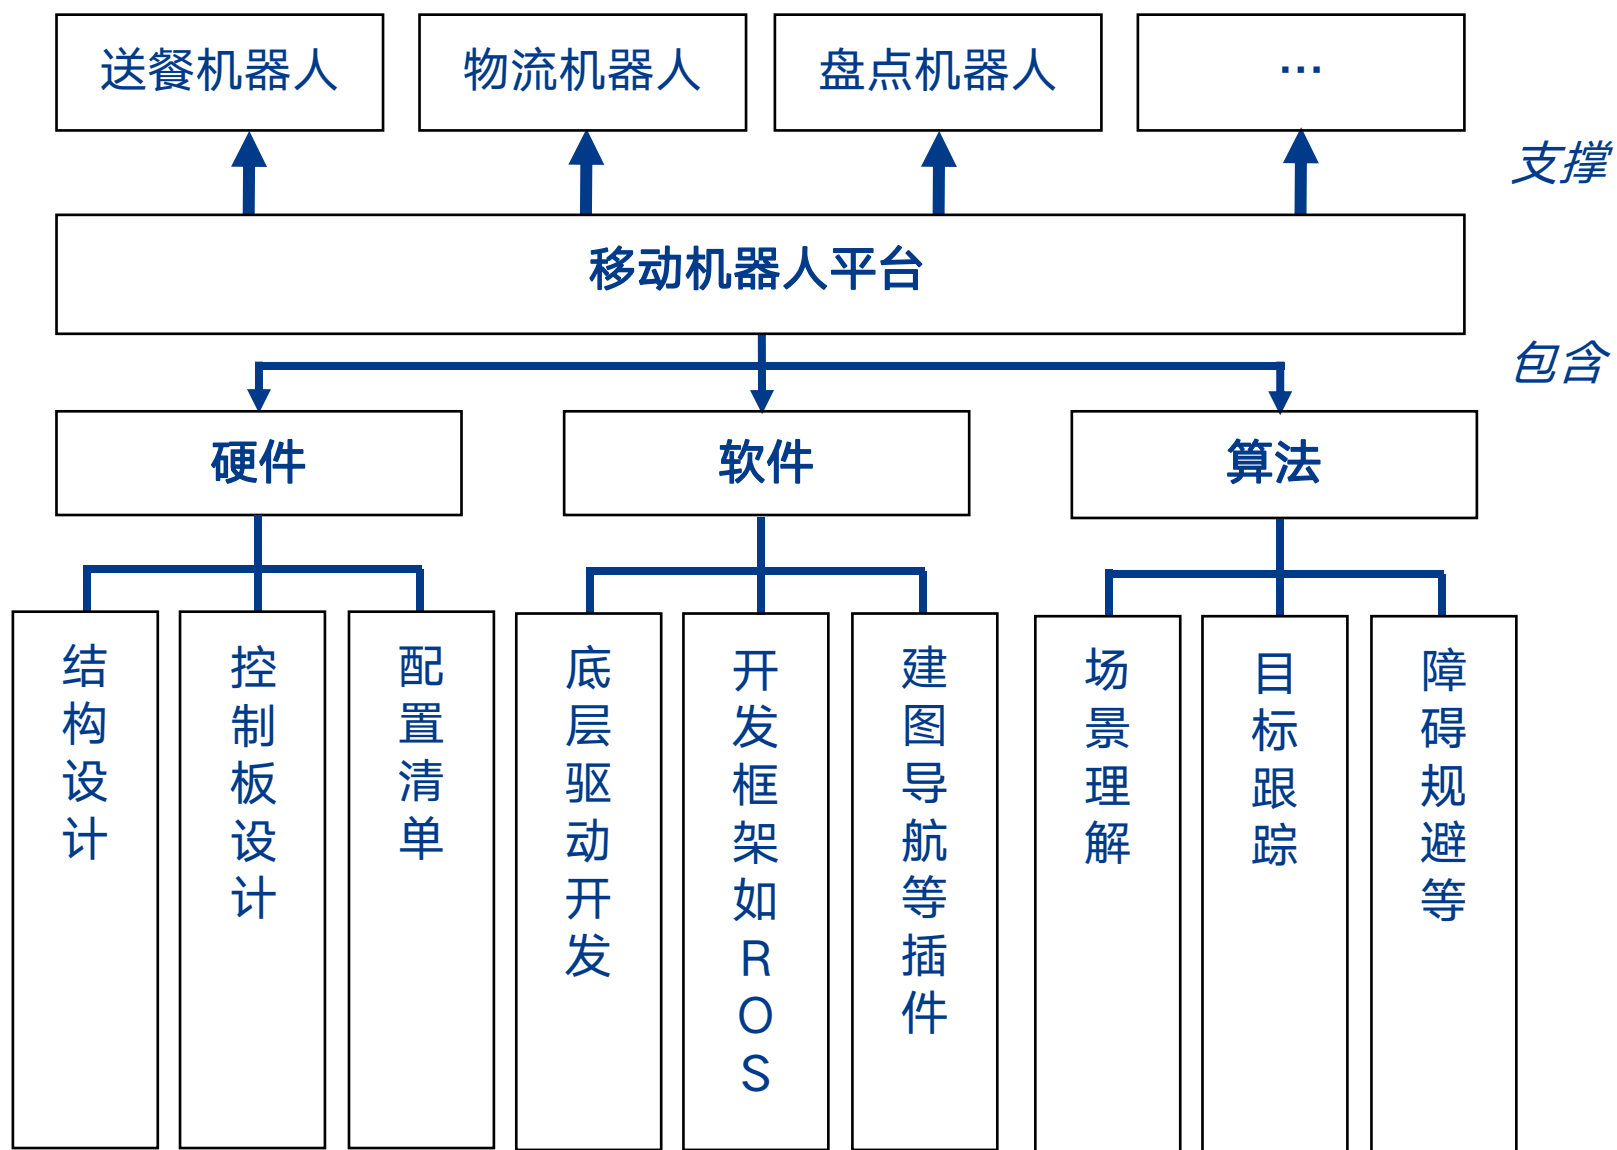 送餐机器人
物流机器人
盘点机器人
...
支撑
移动机器人平台
包含
硬件
软件
算法
结构设计
控制板设计
配置清单
底层驱动开发
开发框架如ROS
建图导航等插件
场景理解
目标跟踪
障碍规避等